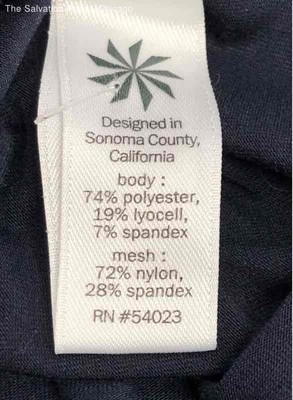 The Salvati
Designed in
Sonoma County,
California
body :
74% polyester,
19% lyocell,
7% spandex
mesh :
72% nylon,
28% spandex
RN #54023